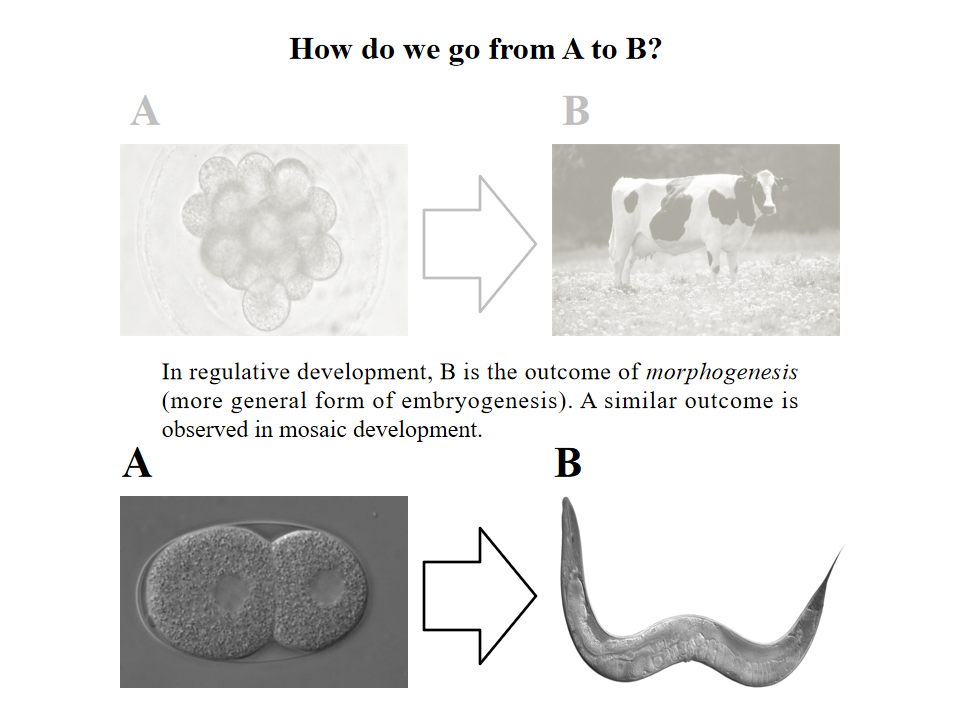 How do we go from A to B?
A
B
In regulative development, B is the outcome of morphogenesis
(more general form of embryogenesis). A similar outcome is
observed in mosaic development.
A
B